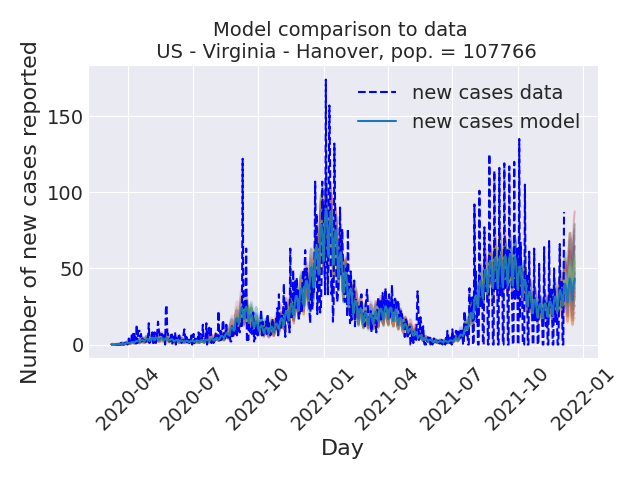 Model comparison to data
US - Virginia - Hanover, pop. = 107766
new cases data
new cases model
Number of new cases reported
150
100
50
0
2020-04
2020-07
2020-10
2021-01
2021-04
2021-07
2021-10
2022-01
Day